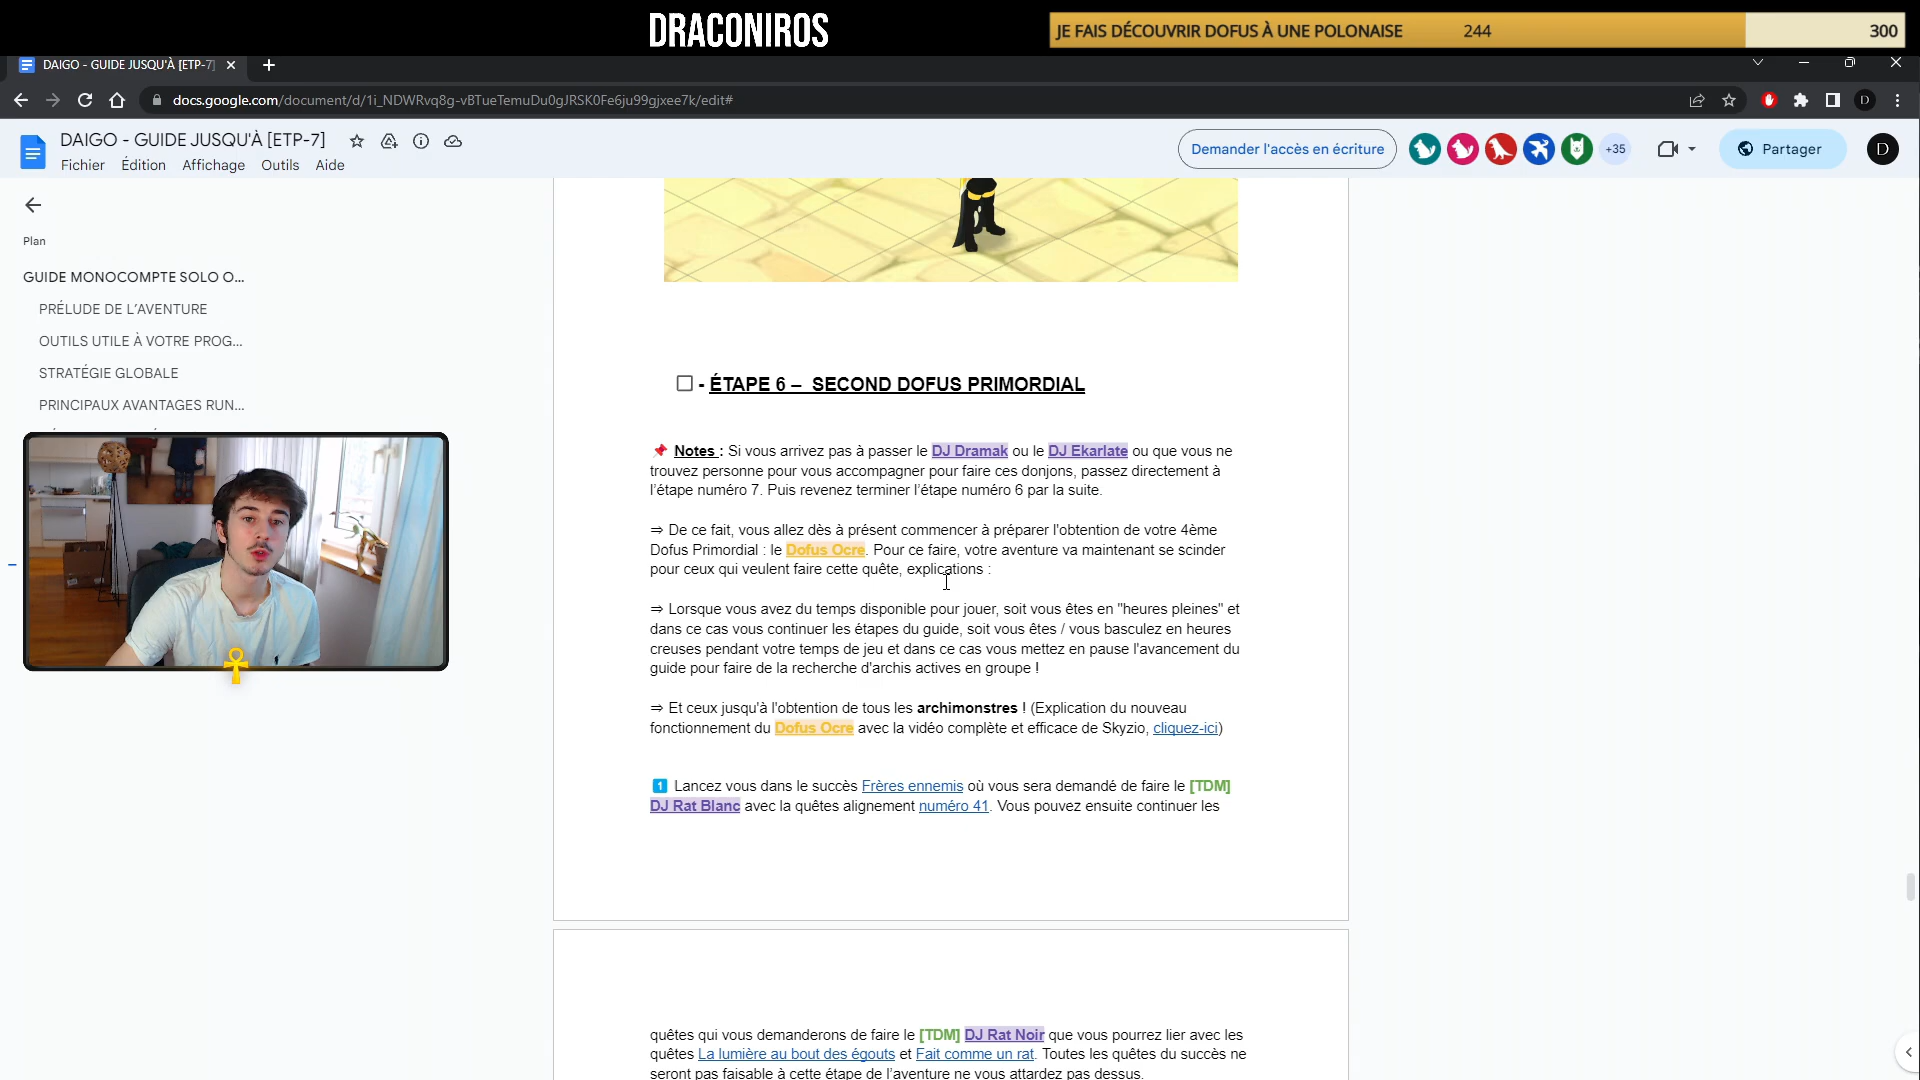 DRACONIROS
JE FAIS DÉCOUVRIR DOFUS À UNE POLONAISE 244 300
DAIGO - GUIDE JUSQU'À [ETP-7]
docs.google.com/document/d/1i_NDWRvq8g-vBTueTemuDu0gJRSK0Fe6ju99gjxee7k/edit#
DAIGO - GUIDE JUSQU'À [ETP-7]
Fichier Édition Affichage Outils Aide
Demander l'accès en écriture
+35
Partager
D
Plan
GUIDE MONOCOMPTE SOLO O...
PRÉLUDE DE L'AVENTURE
OUTILS UTILE À VOTRE PROG...
STRATÉGIE GLOBALE
PRINCIPAUX AVANTAGES RUN...
- ÉTAPE 6 – SECOND DOFUS PRIMORDIAL
📌 Notes : Si vous arrivez pas à passer le DJ Dramak ou le DJ Ekarlate ou que vous ne
trouvez personne pour vous accompagner pour faire ces donjons, passez directement à
l'étape numéro 7. Puis revenez terminer l'étape numéro 6 par la suite.
⇒ De ce fait, vous allez dès à présent commencer à préparer l'obtention de votre 4ème
Dofus Primordial : le Dofus Ocre. Pour ce faire, votre aventure va maintenant se scinder
pour ceux qui veulent faire cette quête, explications :
⇒ Lorsque vous avez du temps disponible pour jouer, soit vous êtes en "heures pleines" et
dans ce cas vous continuer les étapes du guide, soit vous êtes / vous basculez en heures
creuses pendant votre temps de jeu et dans ce cas vous mettez en pause l'avancement du
guide pour faire de la recherche d'archis actives en groupe !
⇒ Et ceux jusqu'à l'obtention de tous les archimonstres ! (Explication du nouveau
fonctionnement du Dofus Ocre avec la vidéo complète et efficace de Skyzio, cliquez-ici)
1 Lancez vous dans le succès Frères ennemis où vous sera demandé de faire le [TDM]
DJ Rat Blanc avec la quêtes alignement numéro 41. Vous pouvez ensuite continuer les
quêtes qui vous demanderons de faire le [TDM] DJ Rat Noir que vous pourrez lier avec les
quêtes La lumière au bout des égouts et Fait comme un rat. Toutes les quêtes du succès ne
seront pas faisable à cette étape de l'aventure ne vous attardez pas dessus.